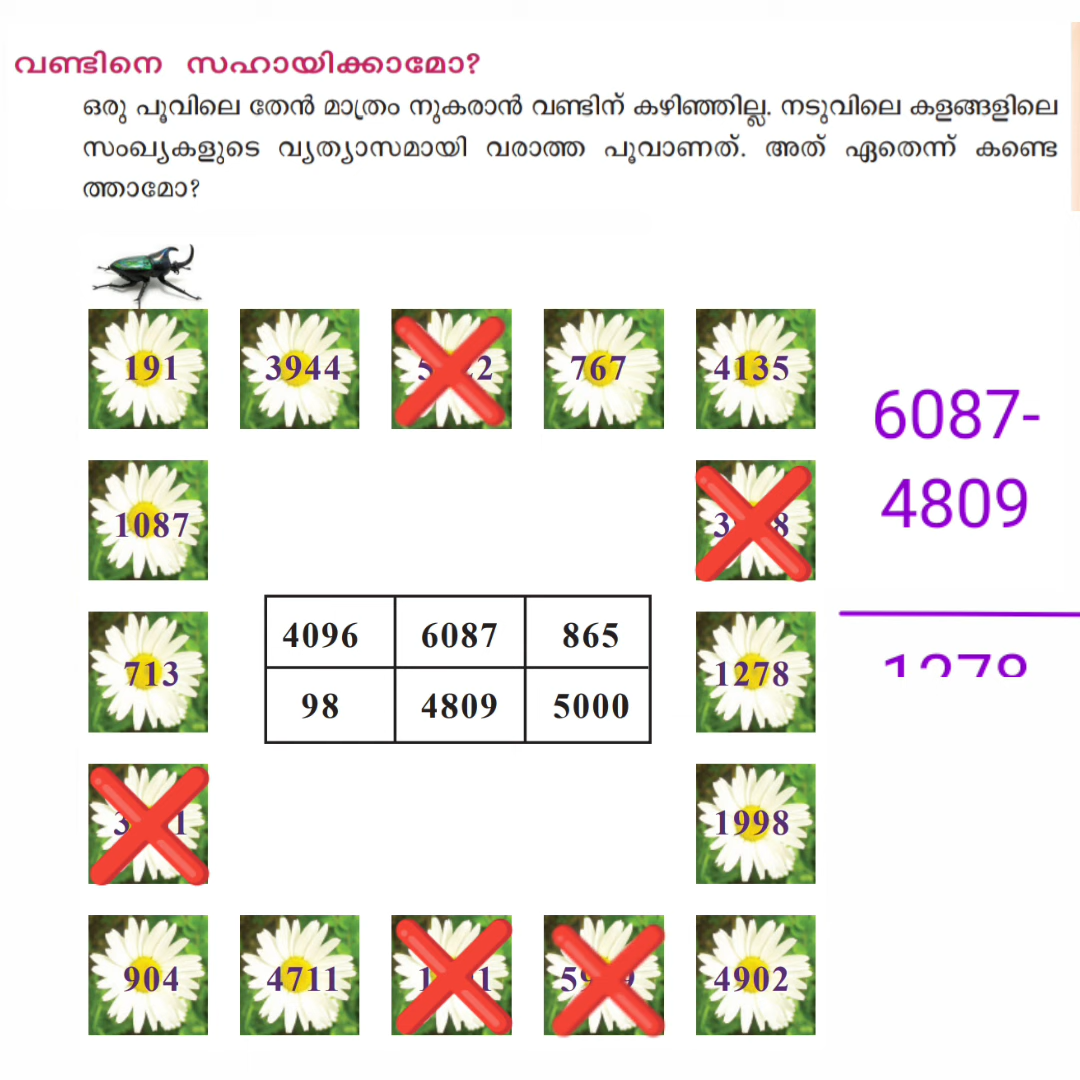 വണ്ടിനെ സഹായിക്കാമോ?
ഒരു പൂവിലെ തേൻ മാത്രം നുകരാൻ വണ്ടിന് കഴിഞ്ഞില്ല. നടുവിലെ കളങ്ങളിലെ
സംഖ്യകളുടെ വ്യത്യാസമായി വരാത്ത പൂവാണത്. അത് ഏതെന്ന് കണ്ടെ
ത്താമോ?
191 3944 767 4135
6087-
4809
1087
4096 6087 865
713 1278
98 4809 5000
1998
904 4711 4902